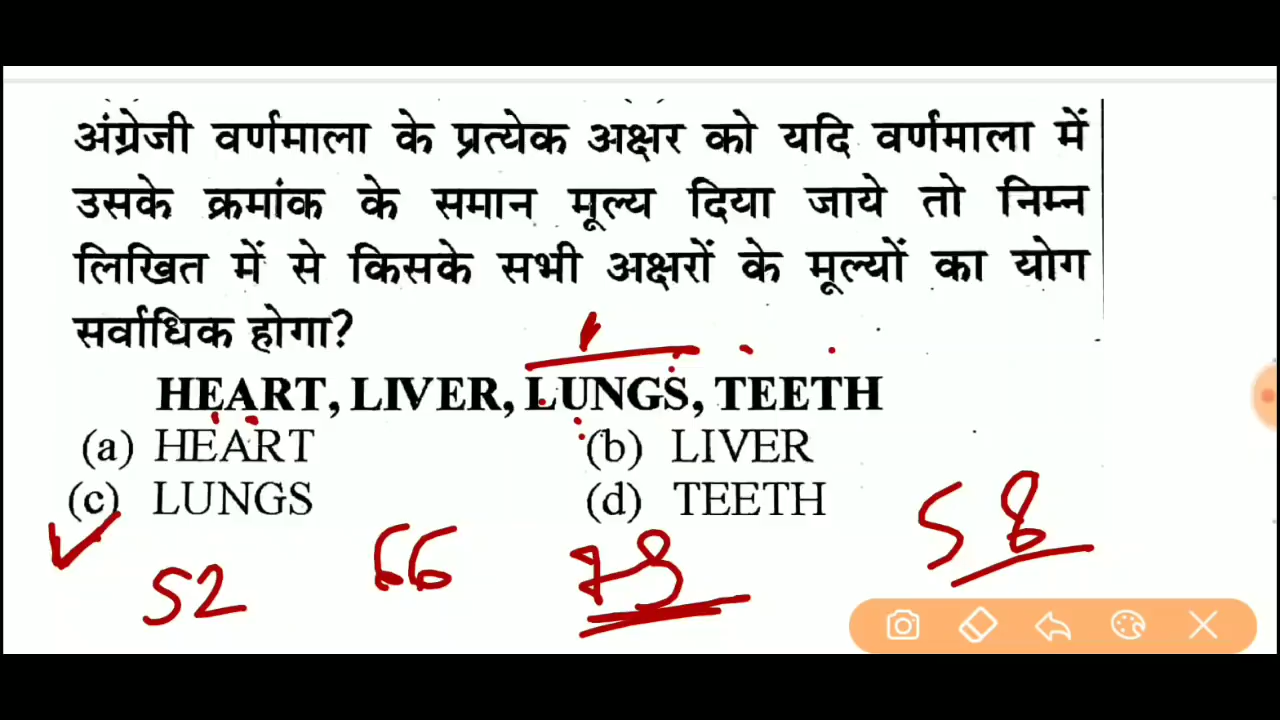 अंग्रेजी वर्णमाला के प्रत्येक अक्षर को यदि वर्णमाला में
उसके क्रमांक के समान मूल्य दिया जाये तो निम्न
लिखित में से किसके सभी अक्षरों के मूल्यों का योग
सर्वाधिक होगा?
HEART, LIVER, LUNGS, TEETH
(a) HEART (b) LIVER
(c) LUNGS (d) TEETH
52 66 79 58